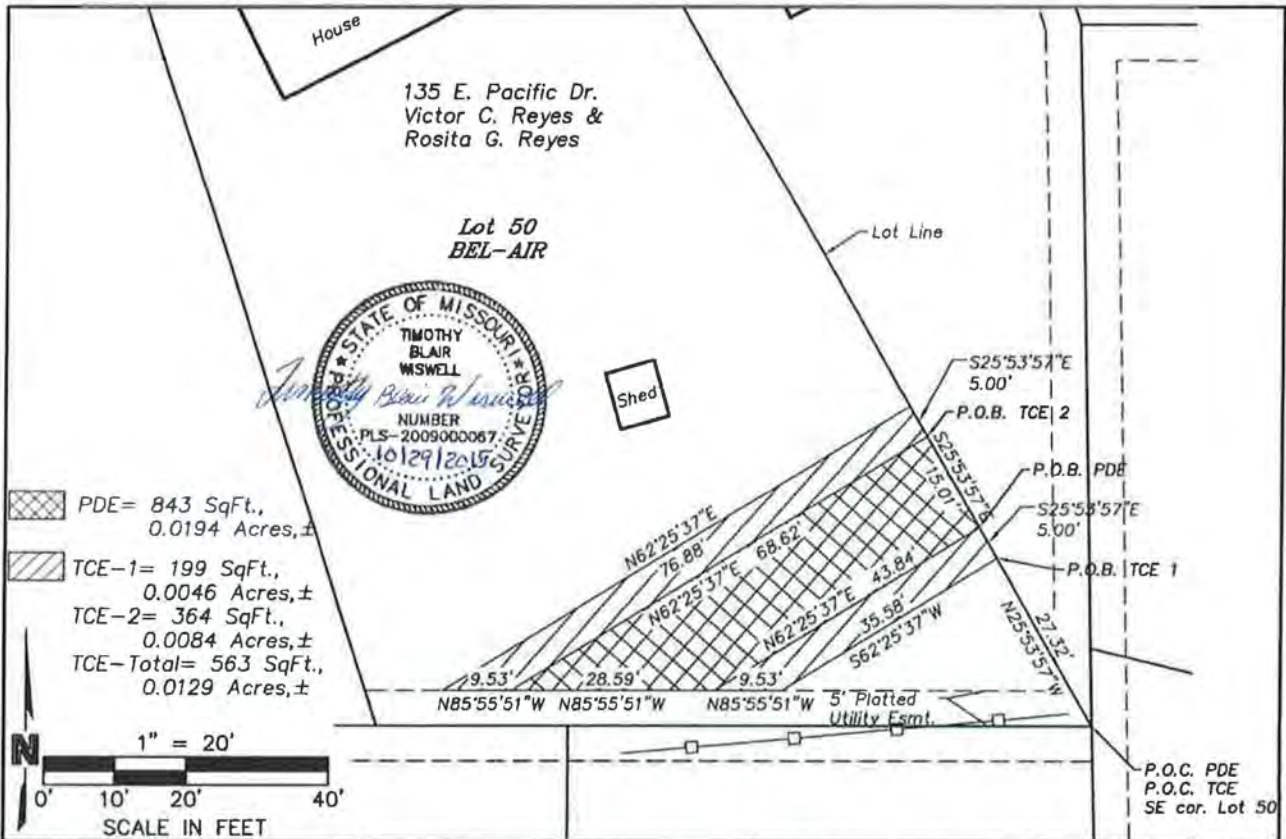 House
135 E. Pacific Dr.
Victor C. Reyes &
Rosita G. Reyes
Lot 50
BEL-AIR
Lot Line
STATE OF MISSOURI
TIMOTHY
BLAIR
WISWELL
Timothy Blair Wiswell
NUMBER
PLS-2009000067
10/29/2015
PROFESSIONAL LAND SURVEYOR
Shed
S25°53'57"E
5.00'
P.O.B. TCE 2
S25°53'57"E
15.01'
P.O.B. PDE
S25°53'57"E
5.00'
P.O.B. TCE 1
N62°25'37"E
76.88'
N62°25'37"E 68.62'
N62°25'37"E 43.84'
35.58'
S62°25'37"W
27.32'
N25°53'57"W
PDE= 843 SqFt.,
0.0194 Acres,±
TCE-1= 199 SqFt.,
0.0046 Acres,±
TCE-2= 364 SqFt.,
0.0084 Acres,±
TCE-Total= 563 SqFt.,
0.0129 Acres,±
9.53' 28.59' 9.53'
N85°55'51"W N85°55'51"W N85°55'51"W
5' Platted
Utility Esmt.
N
1" = 20'
0' 10' 20' 40'
SCALE IN FEET
P.O.C. PDE
P.O.C. TCE
SE cor. Lot 50